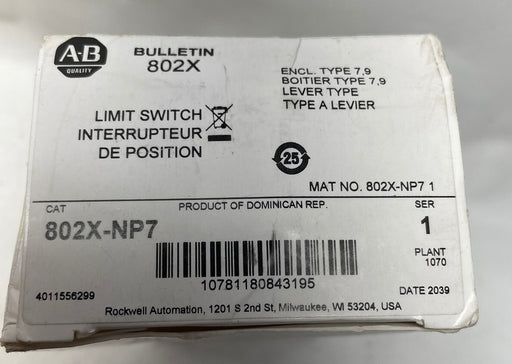 A-B
QUALITY
BULLETIN
802X
ENCL. TYPE 7,9
BOITIER TYPE 7,9
LEVER TYPE
TYPE A LEVIER
LIMIT SWITCH
INTERRUPTEUR
DE POSITION
25
MAT NO. 802X-NP7 1
CAT
PRODUCT OF DOMINICAN REP.
SER
802X-NP7
1
PLANT
1070
10781180843195
4011556299
DATE 2039
Rockwell Automation, 1201 S 2nd St, Milwaukee, WI 53204, USA